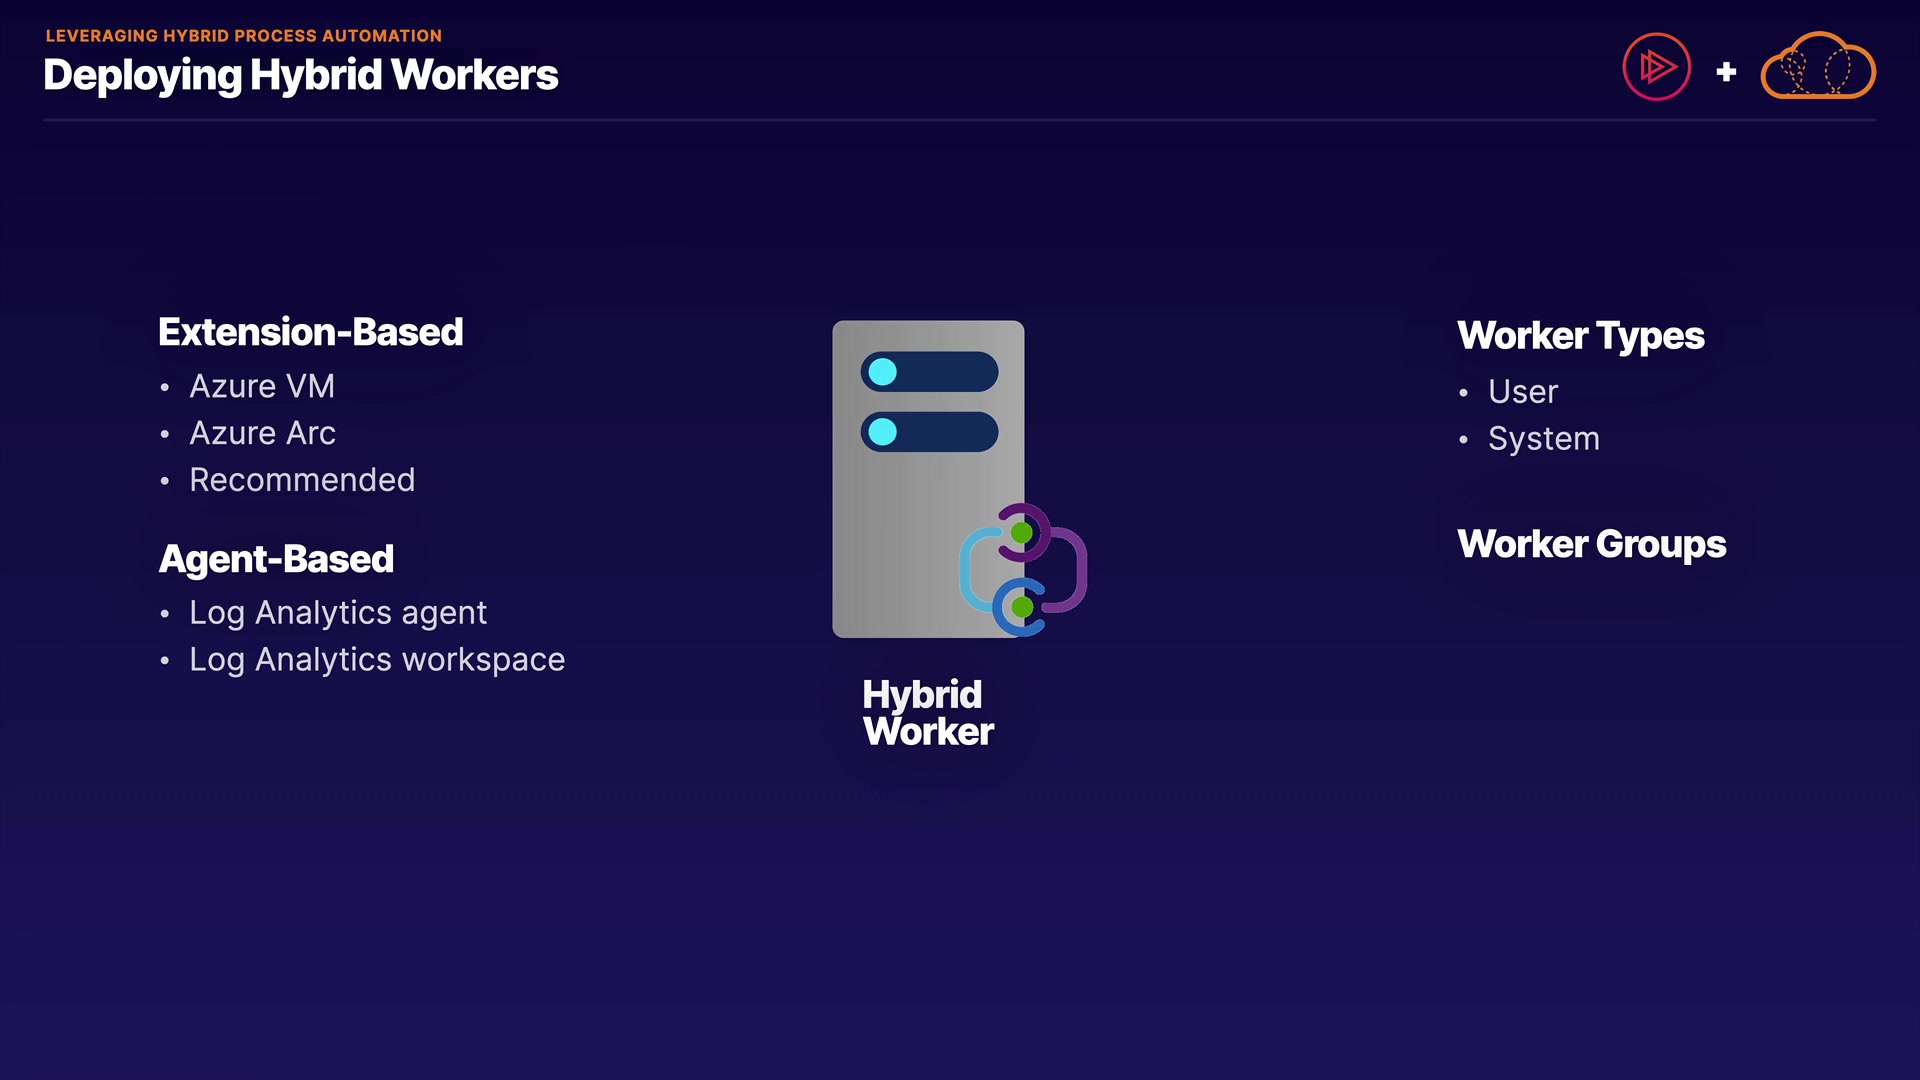 LEVERAGING HYBRID PROCESS AUTOMATION
Deploying Hybrid Workers
Extension-Based
• Azure VM
• Azure Arc
• Recommended
Agent-Based
• Log Analytics agent
• Log Analytics workspace
Hybrid
Worker
Worker Types
• User
• System
Worker Groups